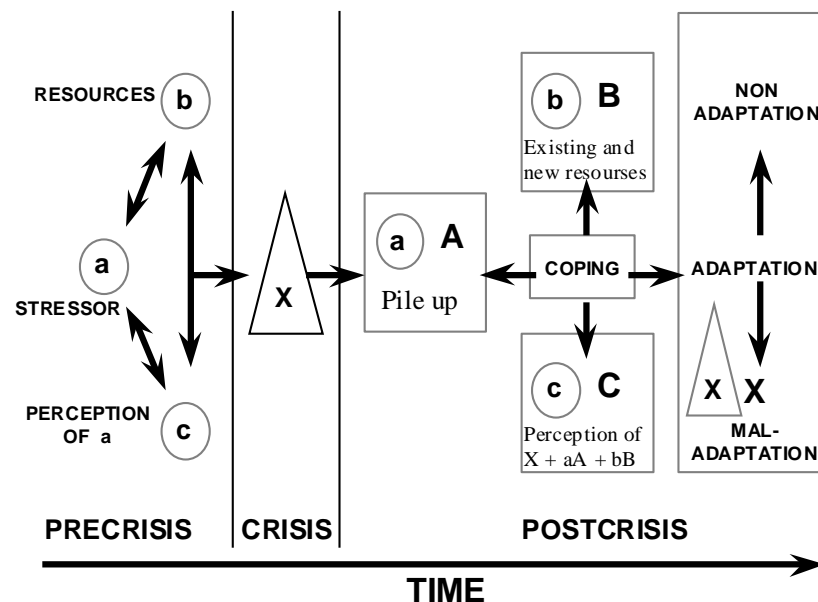 RESOURCES
b
a
STRESSOR
PERCEPTION
OF a
c
X
a A
Pile up
b B
Existing and
new resourses
COPING
c C
Perception of
X + aA + bB
NON
ADAPTATION
ADAPTATION
X X
MAL-
ADAPTATION
PRECRISIS
CRISIS
POSTCRISIS
TIME